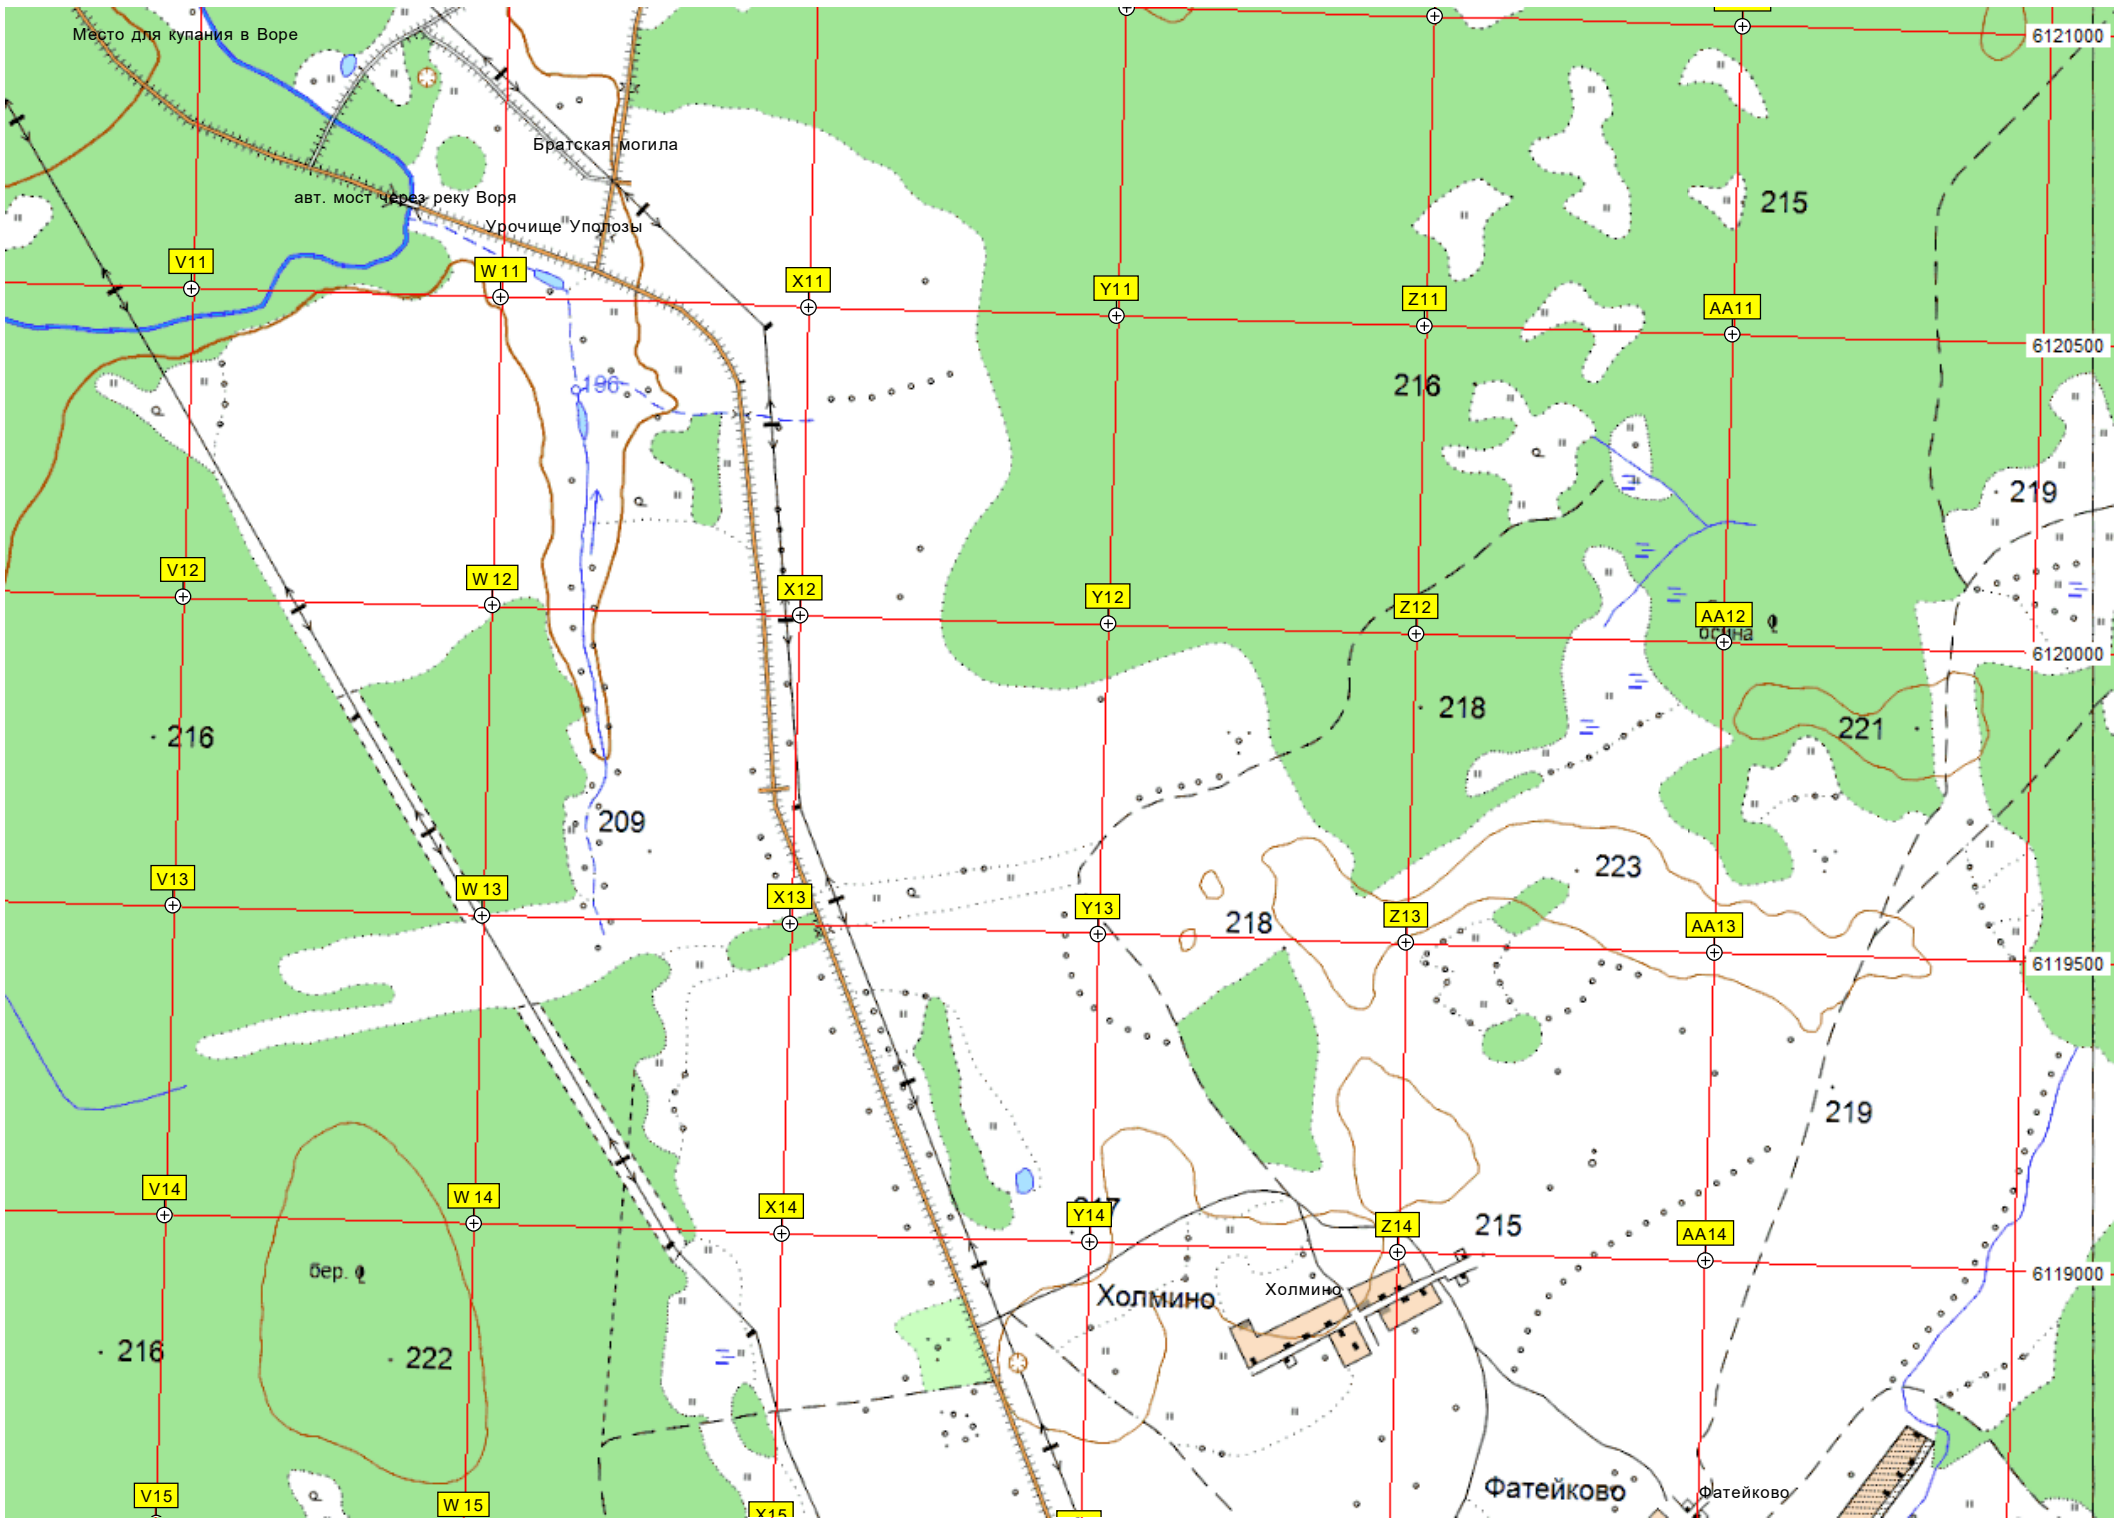 Место для купания в Воре
6121000
Братская могила
авт. мост через реку Воря
215
Урочище Уполозы
V11
W 11
X11
Y11
Z11
AA11
6120500
196
216
219
V12
W 12
X12
Y12
Z12
AA12
осина
6120000
216
218
221
209
223
V13
W 13
X13
Y13
Z13
AA13
218
6119500
219
V14
W 14
X14
Y14
Z14
AA14
215
бер.
6119000
Холмино
Холмино
216
222
Фатейково
Фатейково
V15
W 15
X15